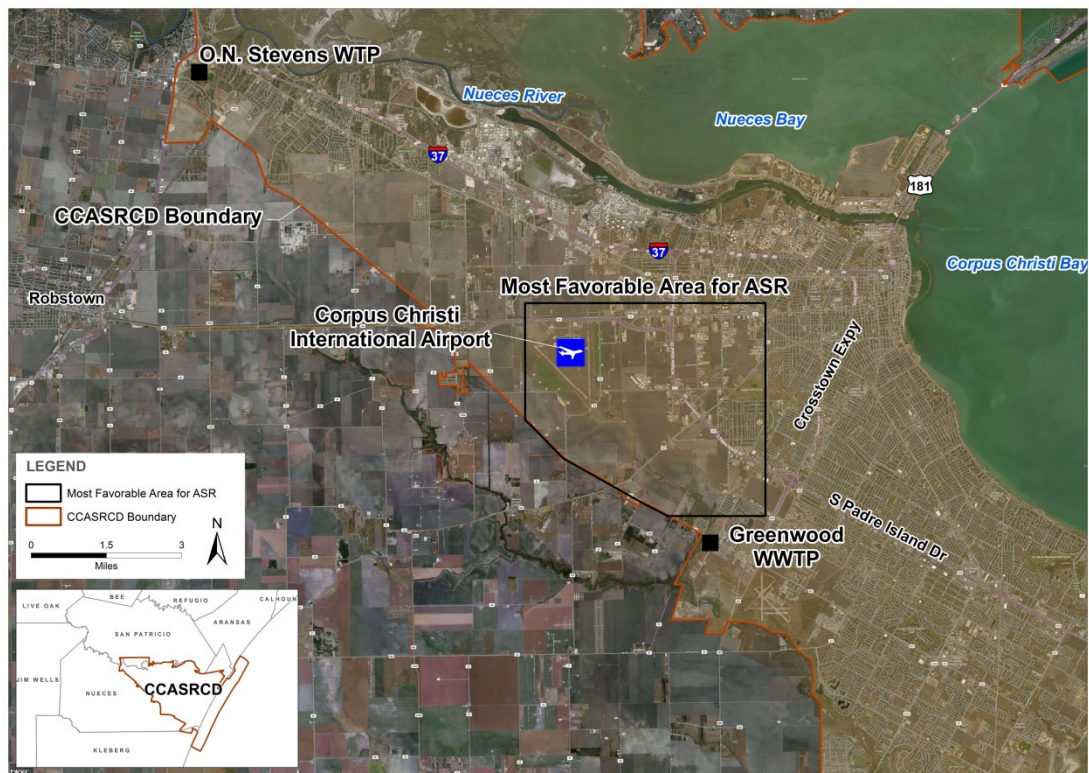 O.N. Stevens WTP
Nueces River
Nueces Bay
37
181
CCASRCD Boundary
37
Corpus Christi Bay
Most Favorable Area for ASR
Robstown
Corpus Christi
International Airport
Crosstown Expy
S Padre Island Dr
Greenwood
WWTP
LEGEND
Most Favorable Area for ASR
CCASRCD Boundary
N
0 1.5 3
Miles
LIVE OAK
BEE
REFUGIO
CALHOUN
ARANSAS
SAN PATRICIO
JIM WELLS
NUECES
CCASRCD
KLEBERG
bing